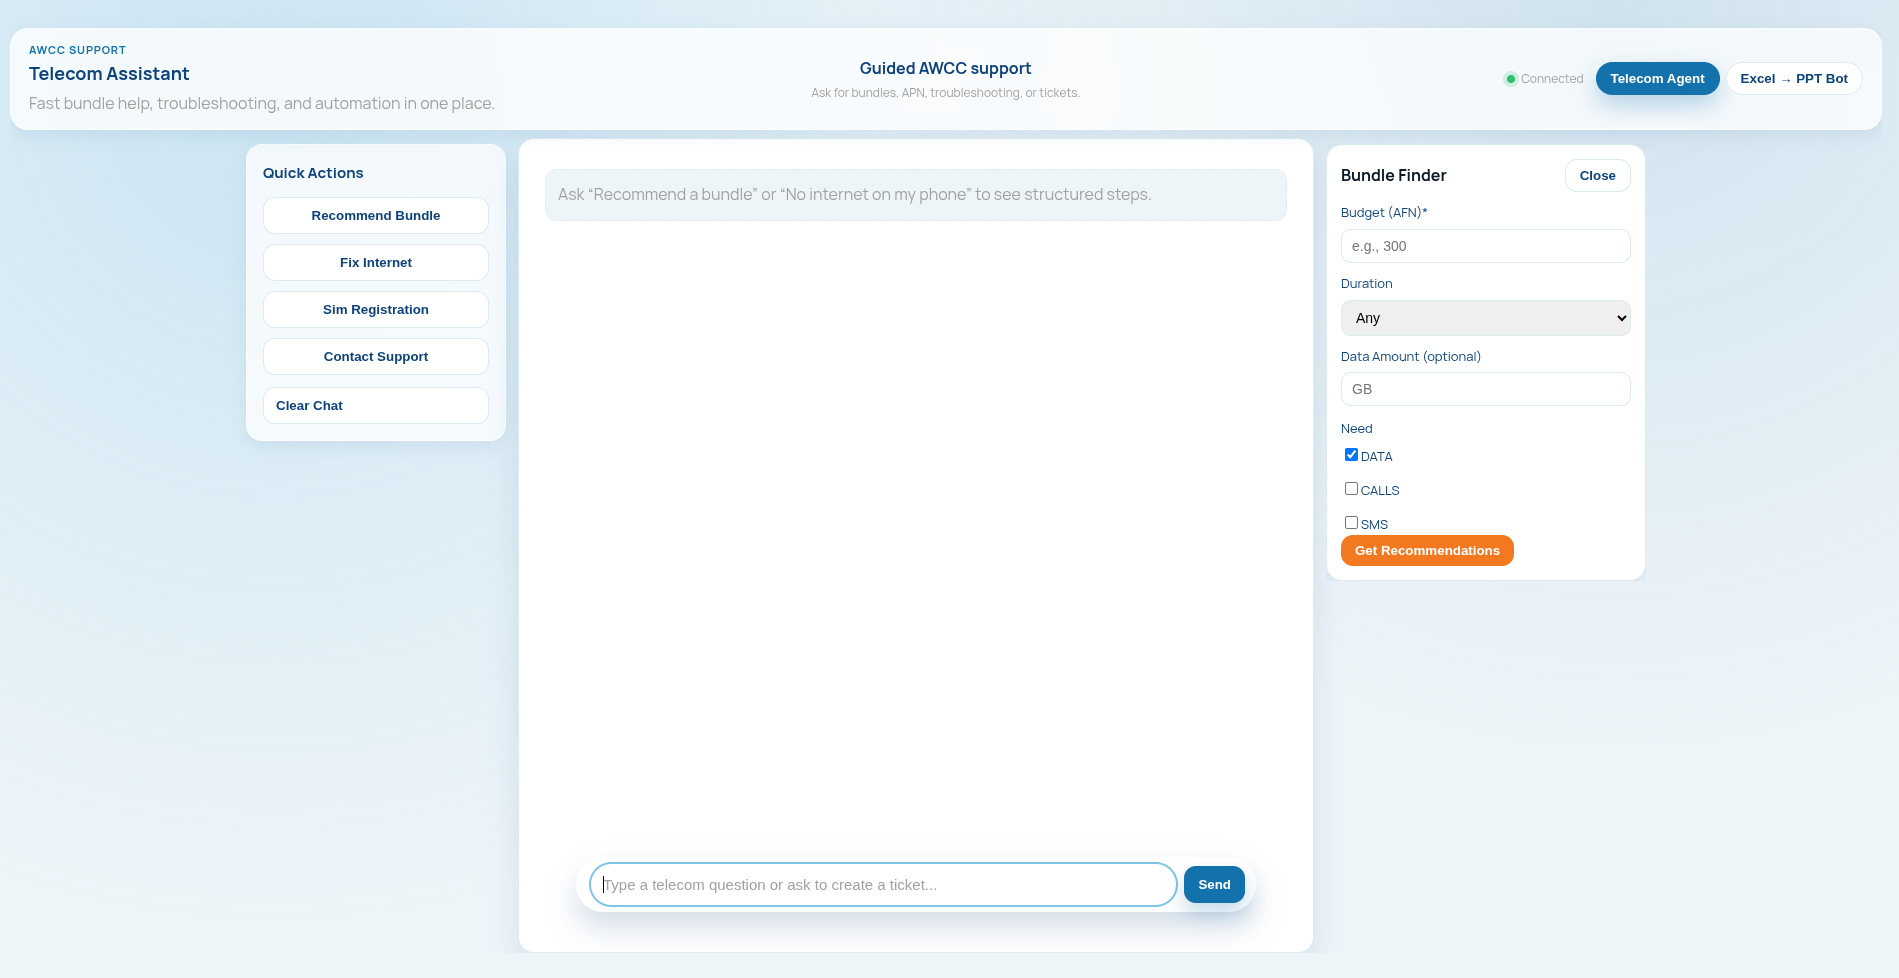 AWCC SUPPORT
Telecom Assistant
Fast bundle help, troubleshooting, and automation in one place.
Guided AWCC support
Ask for bundles, APN, troubleshooting, or tickets.
Connected
Telecom Agent
Excel → PPT Bot
Quick Actions
Recommend Bundle
Fix Internet
Sim Registration
Contact Support
Clear Chat
Ask “Recommend a bundle” or “No internet on my phone” to see structured steps.
Type a telecom question or ask to create a ticket...
Send
Bundle Finder
Close
Budget (AFN)*
e.g., 300
Duration
Any
Data Amount (optional)
GB
Need
DATA
CALLS
SMS
Get Recommendations